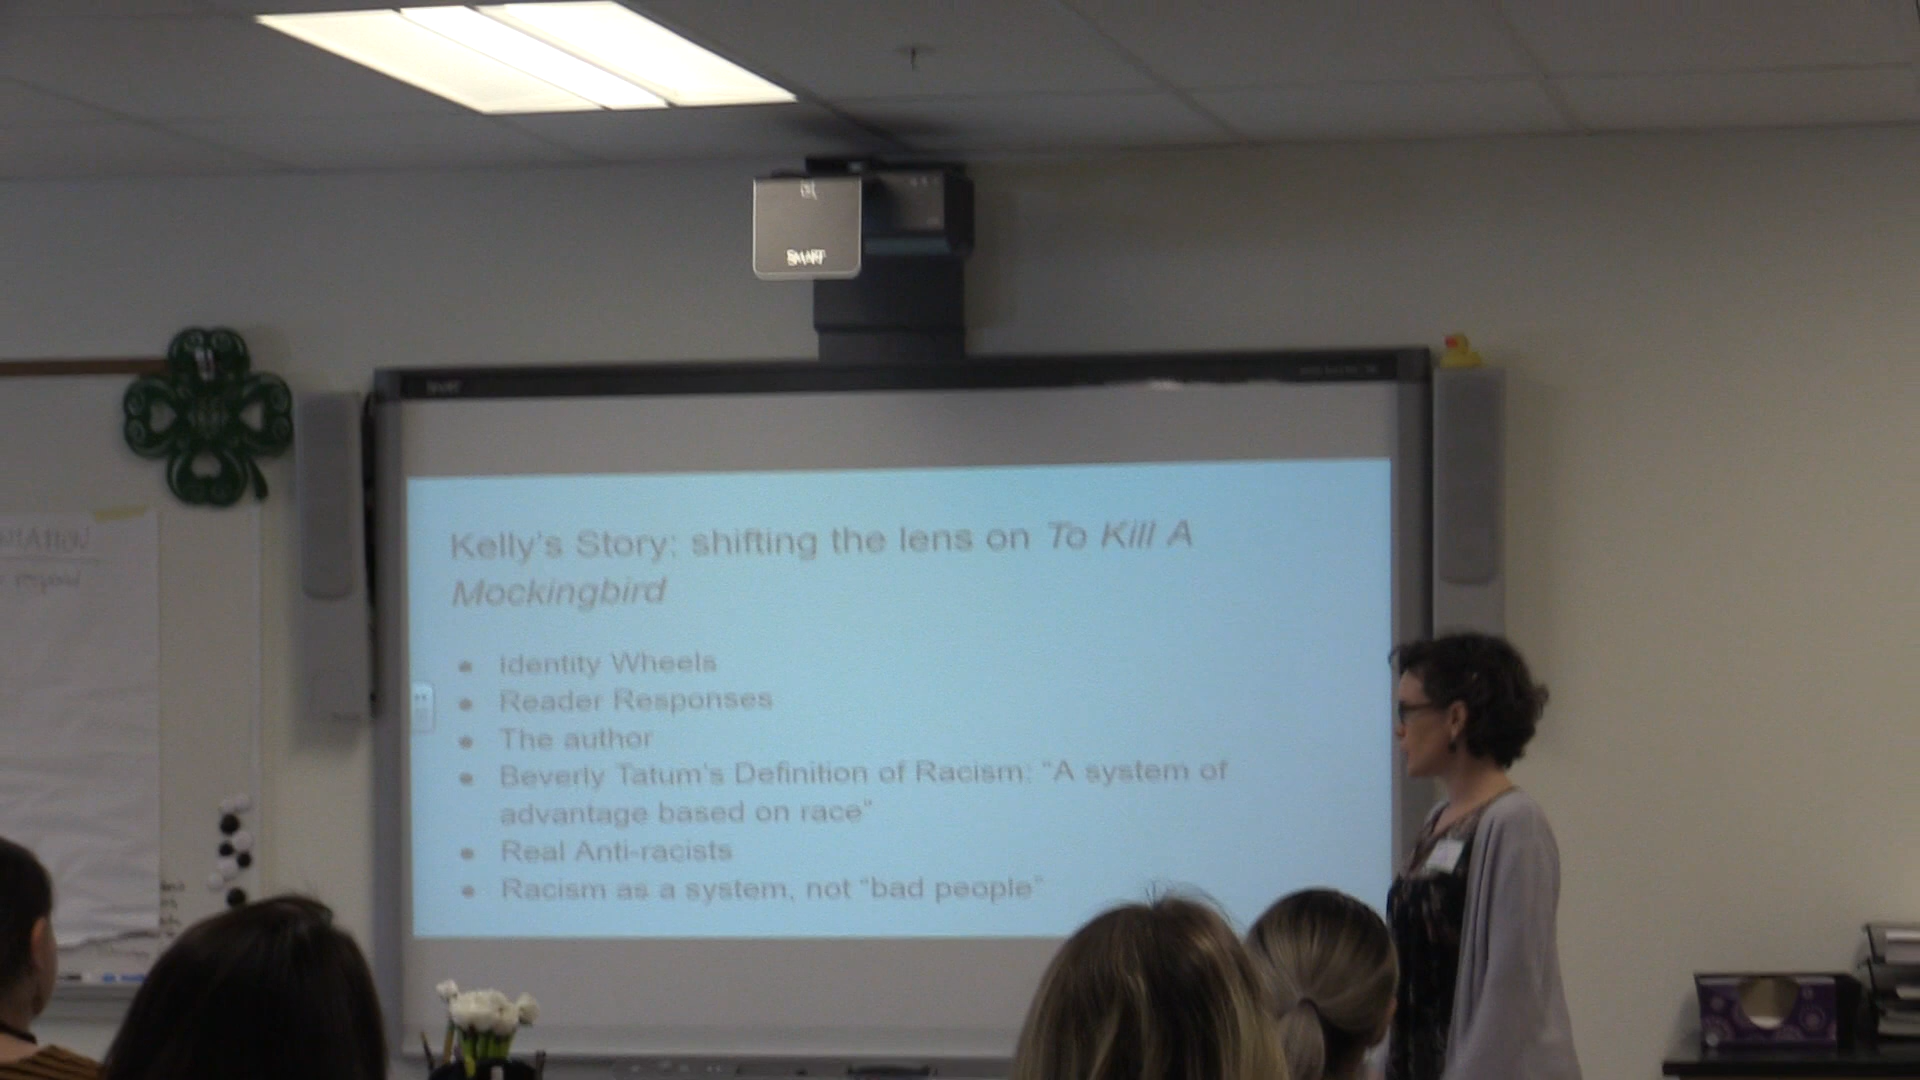 SMART
Kelly's Story: shifting the lens on To Kill A
Mockingbird
● Identity Wheels
● Reader Responses
● The author
● Beverly Tatum's Definition of Racism: "A system of
advantage based on race"
● Real Anti-racists
● Racism as a system, not "bad people"